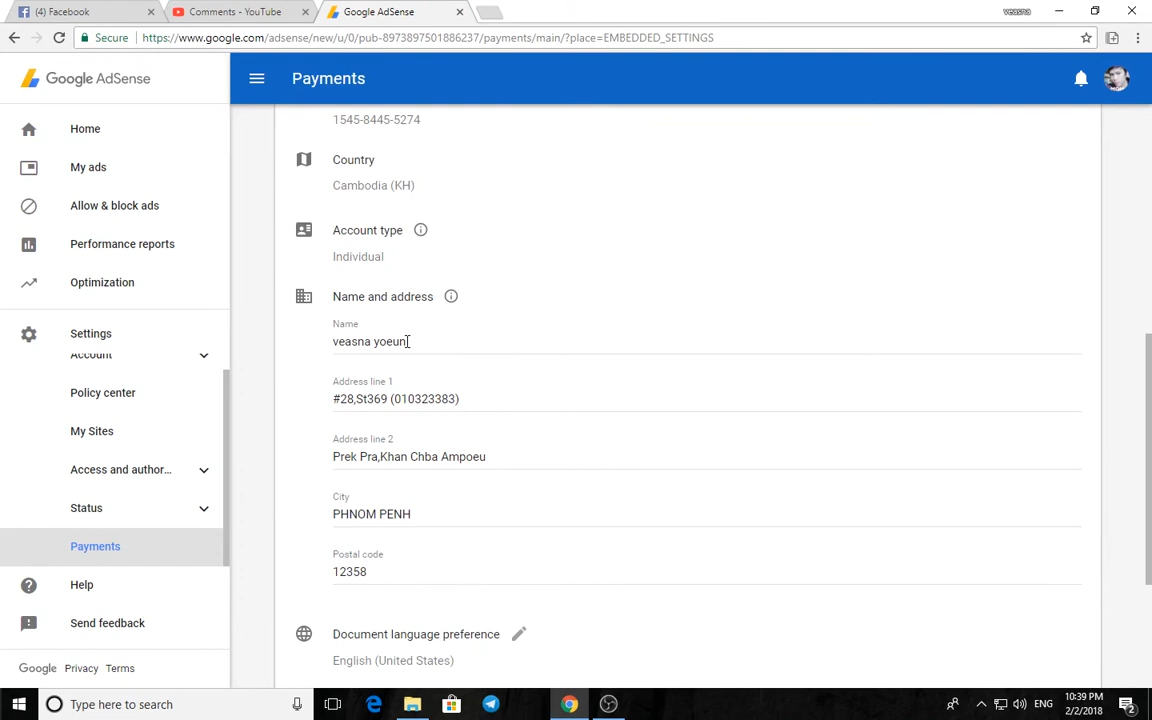 (4) Facebook
Comments - YouTube
Google AdSense
veasna
Secure
https://www.google.com/adsense/new/u/0/pub-8973897501886237/payments/main/?place=EMBEDDED_SETTINGS
Google AdSense
Payments
Home
My ads
Allow & block ads
Performance reports
Optimization
Settings
Account
Policy center
My Sites
Access and author...
Status
Payments
Help
Send feedback
Google Privacy Terms
1545-8445-5274
Country
Cambodia (KH)
Account type
Individual
Name and address
Name
veasna yoeun
Address line 1
#28,St369 (010323383)
Address line 2
Prek Pra,Khan Chba Ampoeu
City
PHNOM PENH
Postal code
12358
Document language preference
English (United States)
Type here to search
ENG
10:39 PM
2/2/2018
2